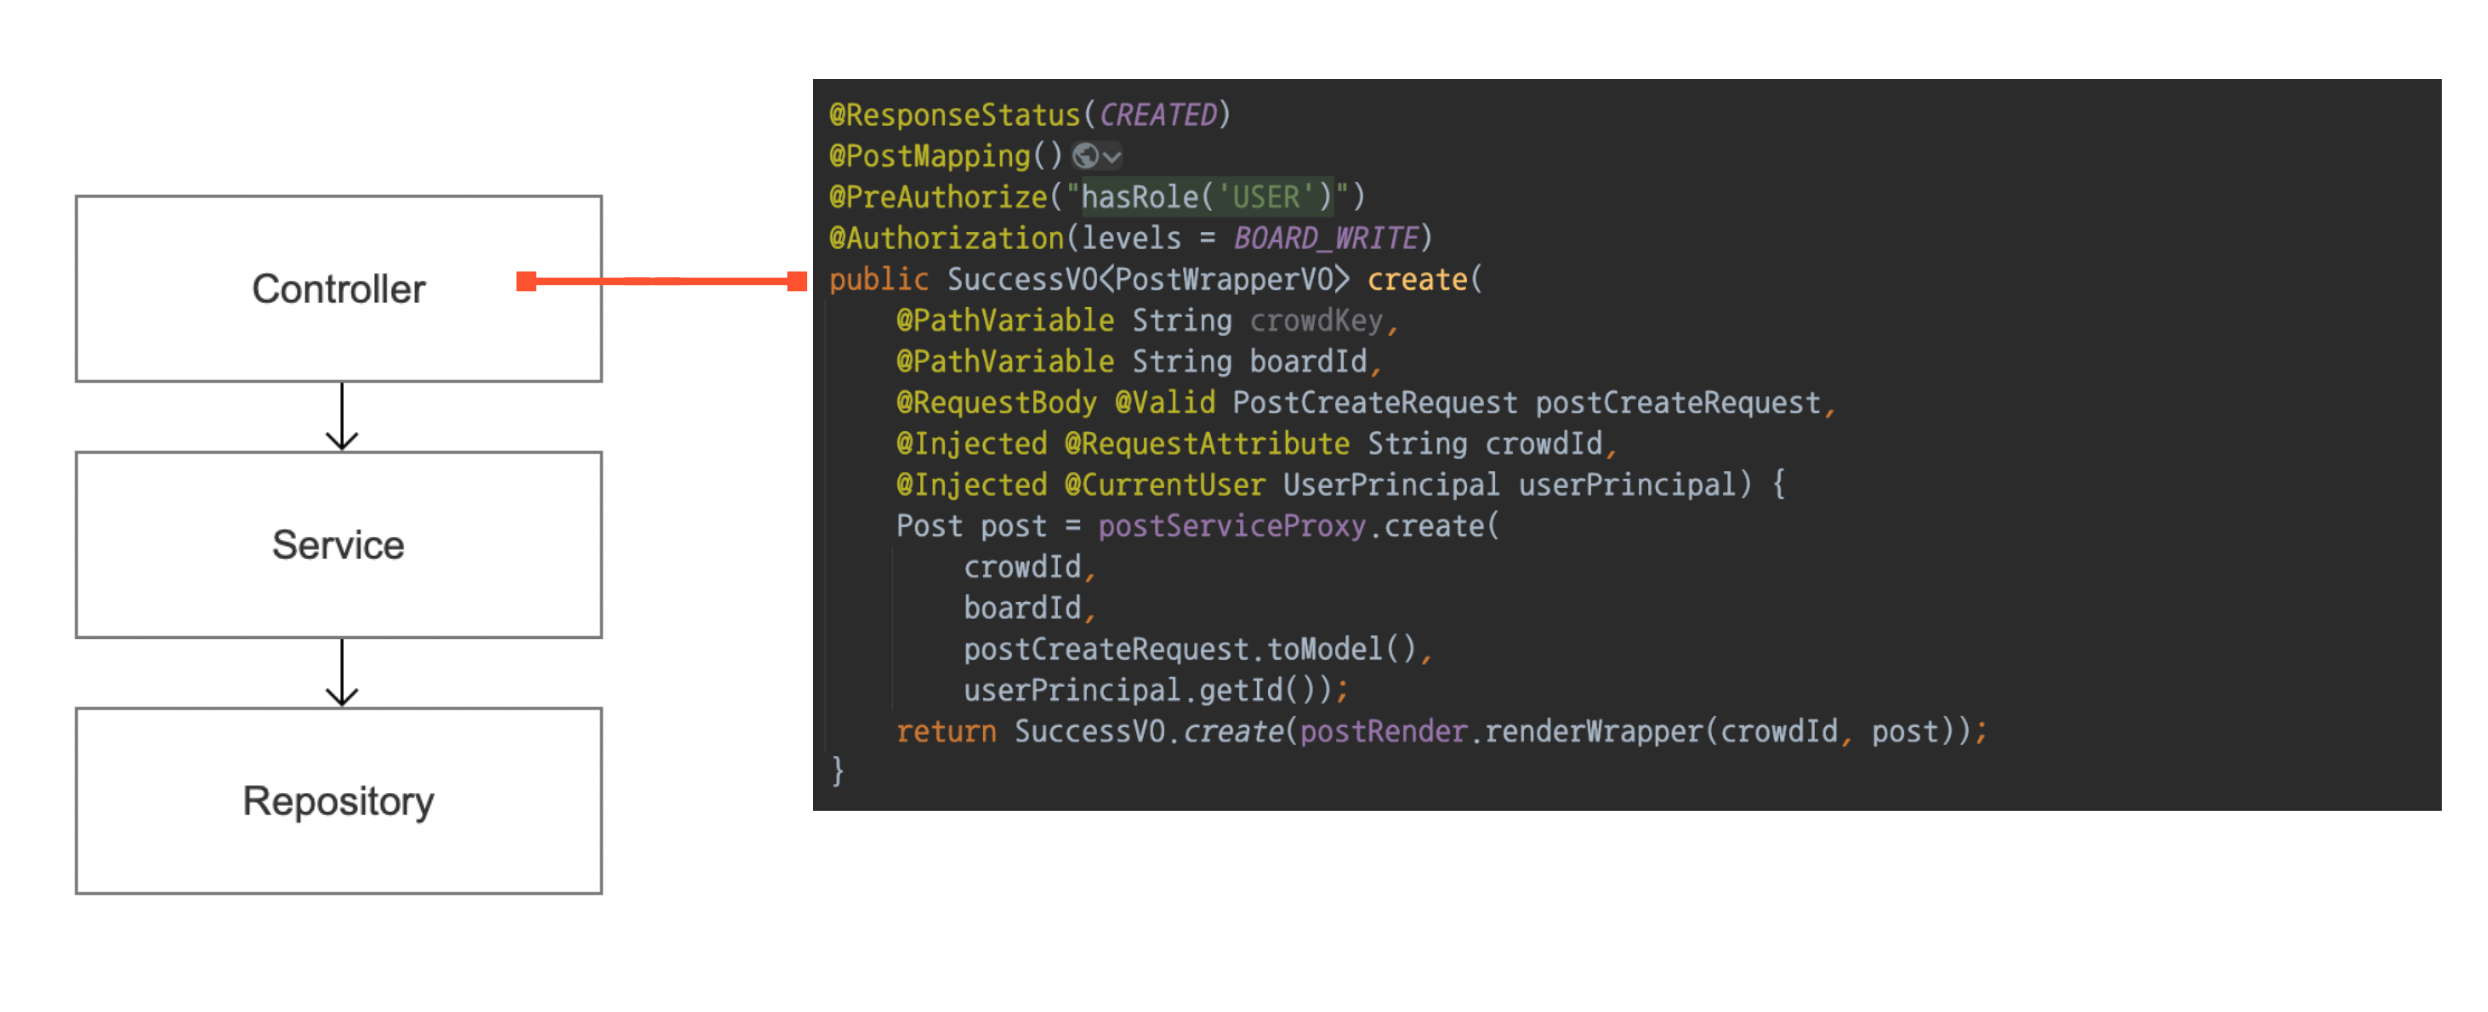 Controller
Service
Repository
@ResponseStatus(CREATED)
@PostMapping()
@PreAuthorize("hasRole('USER')")
@Authorization(levels = BOARD_WRITE)
public SuccessVO<PostWrapperVO> create(
@PathVariable String crowdKey,
@PathVariable String boardId,
@RequestBody @Valid PostCreateRequest postCreateRequest,
@Injected @RequestAttribute String crowdId,
@Injected @CurrentUser UserPrincipal userPrincipal) {
Post post = postServiceProxy.create(
crowdId,
boardId,
postCreateRequest.toModel(),
userPrincipal.getId());
return SuccessVO.create(postRender.renderWrapper(crowdId, post));
}